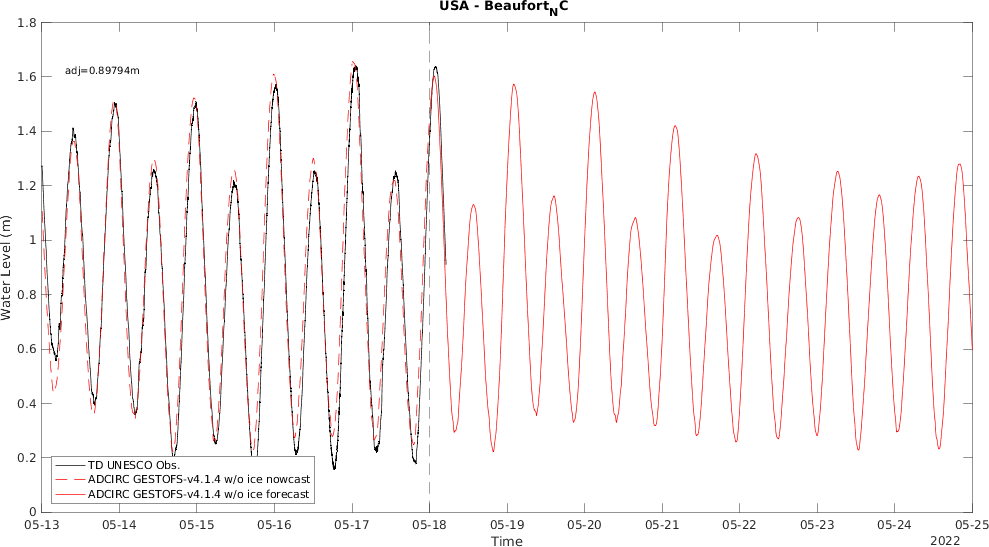 USA - Beaufort_NC
1.8
adj=0.89794m
1.6
1.4
1.2
1
0.8
0.6
0.4
0.2
0
Water Level (m)
TD UNESCO Obs.
ADCIRC GESTOFS-v4.1.4 w/o ice nowcast
ADCIRC GESTOFS-v4.1.4 w/o ice forecast
05-13 05-14 05-15 05-16 05-17 05-18 05-19 05-20 05-21 05-22 05-23 05-24 05-25
Time
2022